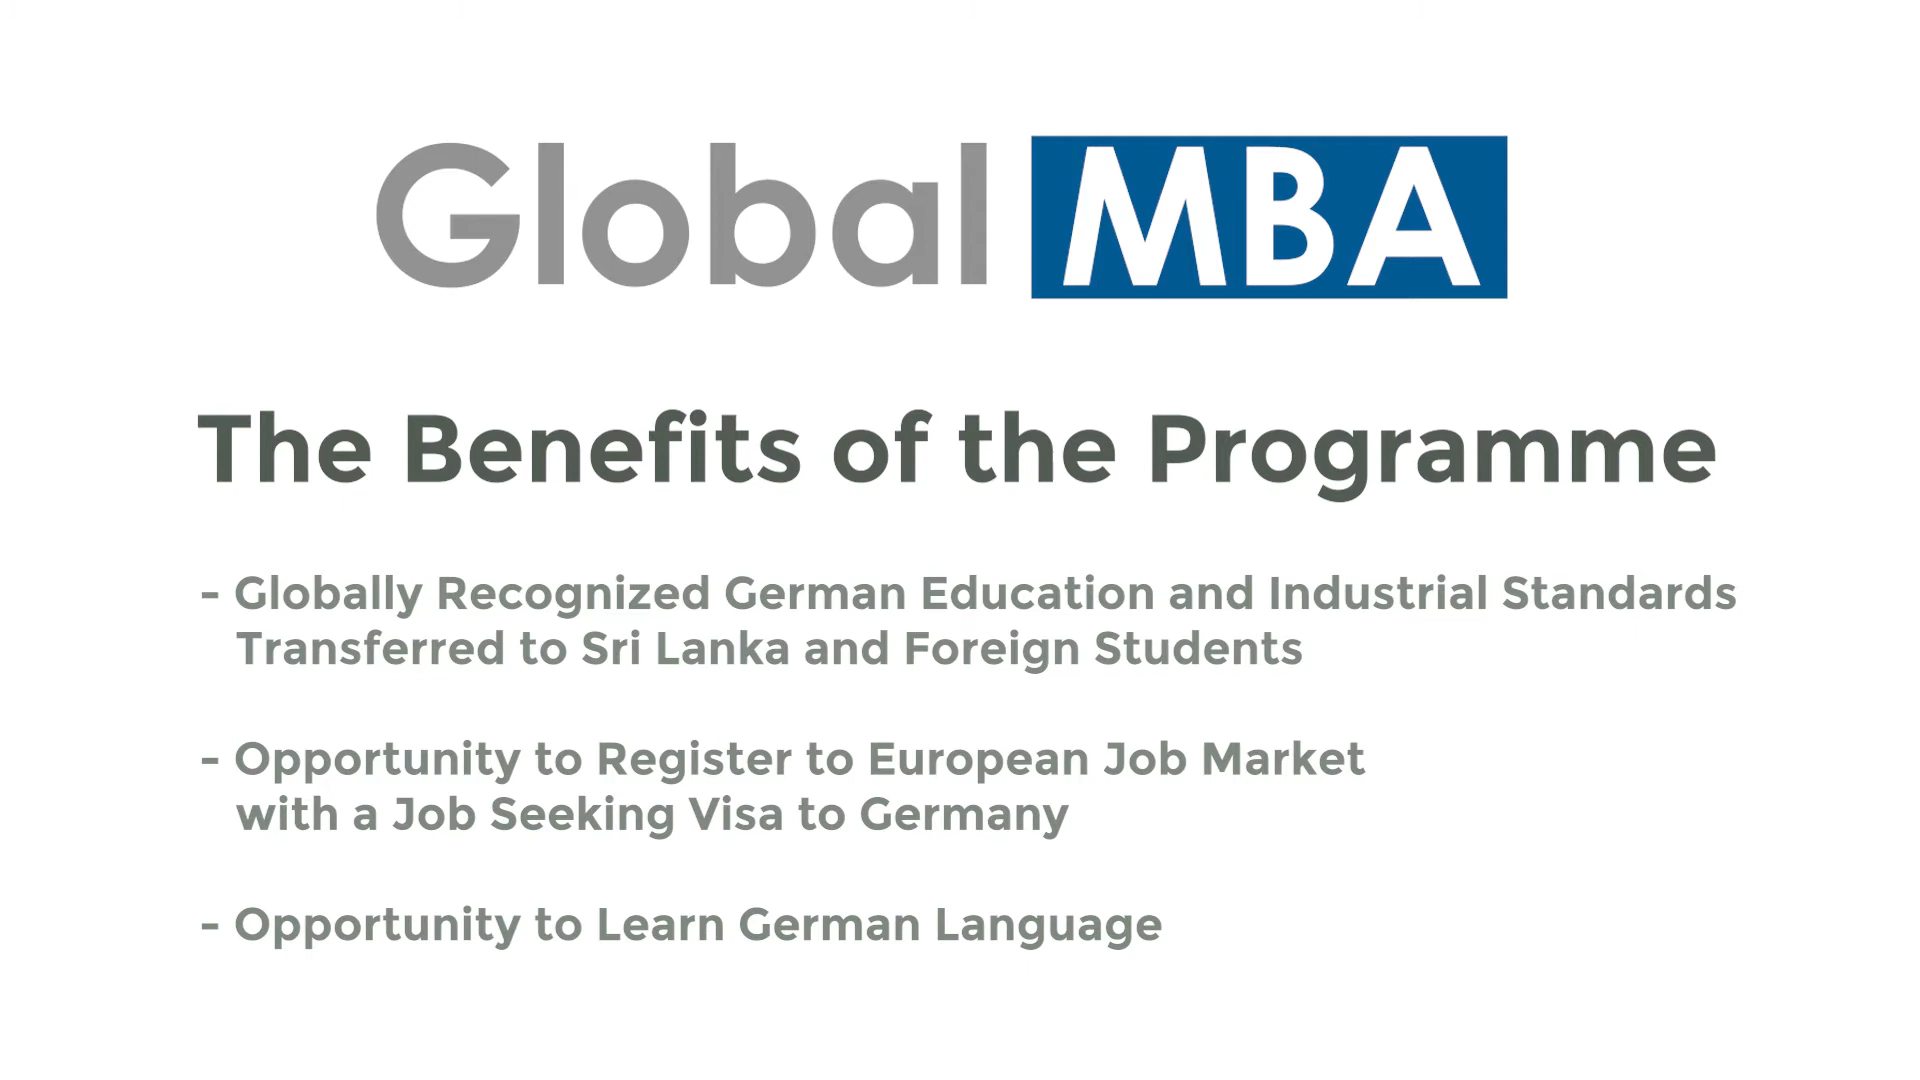 Global MBA
The Benefits of the Programme
- Globally Recognized German Education and Industrial Standards
Transferred to Sri Lanka and Foreign Students
- Opportunity to Register to European Job Market
with a Job Seeking Visa to Germany
- Opportunity to Learn German Language